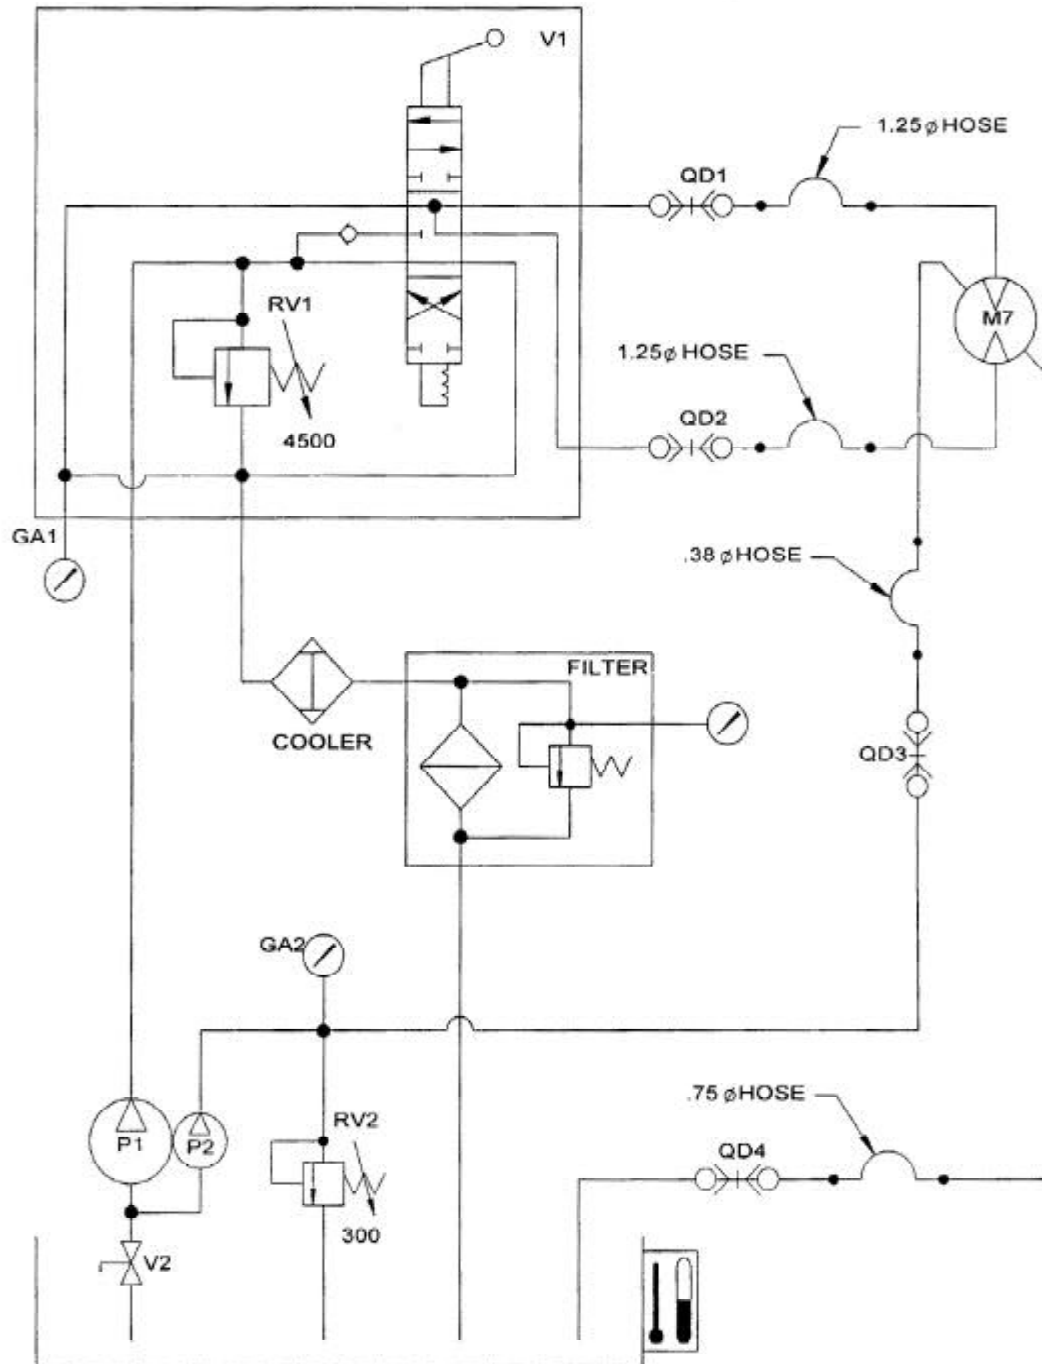 V1
1.25⌀HOSE
QD1
RV1
M7
1.25⌀HOSE
QD2
4500
GA1
.38⌀HOSE
FILTER
COOLER
QD3
GA2
.75⌀HOSE
P1
P2
RV2
QD4
300
V2